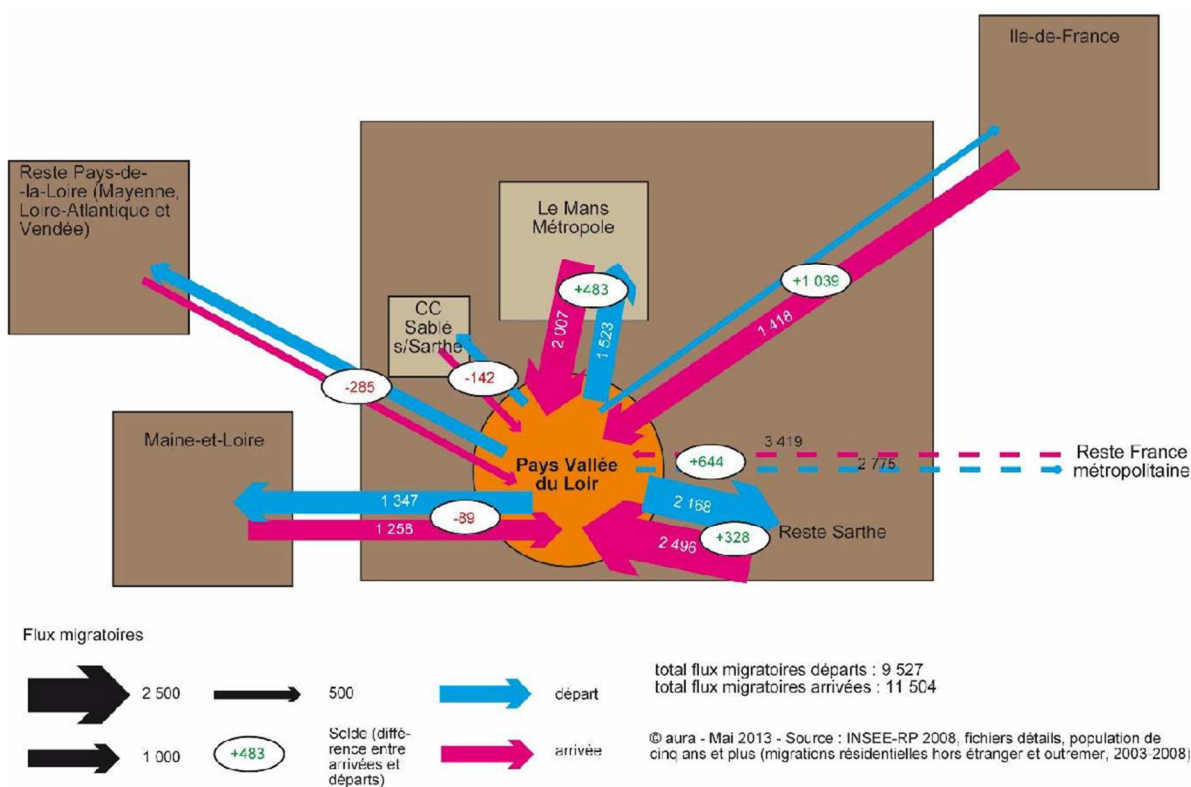 Ile-de-France
Reste Pays-de-
-la-Loire (Mayenne,
Loire-Atlantique et
Vendée)
Le Mans
Métropole
+483
+1 039
1 418
2 007
1 523
CC
Sablé
s/Sarthe
-142
-285
Maine-et-Loire
Pays Vallée
du Loir
3 419
+644
2 775
Reste France
métropolitaine
1 347
-89
1 258
2 168
Reste Sarthe
+328
2 496
Flux migratoires
2 500
500
départ
1 000
+483
Solde (diffé-
rence entre
arrivées et
départs)
arrivée
total flux migratoires départs : 9 527
total flux migratoires arrivées : 11 504
© aura - Mai 2013 - Source : INSEE-RP 2008, fichiers détails, population de
cinq ans et plus (migrations résidentielles hors étranger et outremer, 2003-2008)